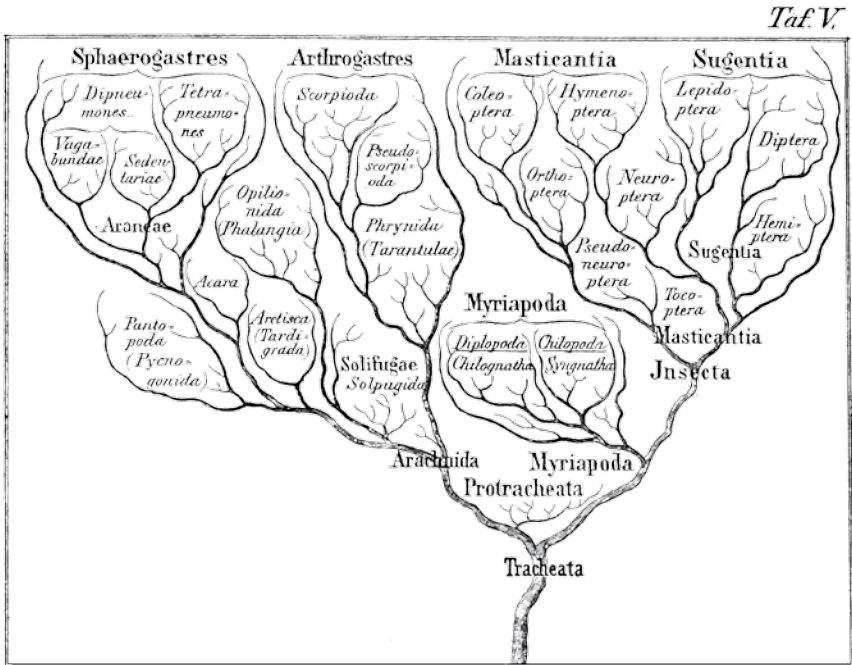 Taf. V.
Sphaerogastres
Arthrogastres
Masticantia
Sugentia
Dipneu-
mones
Tetra-
pneumo-
nes
Scorpioda
Coleo-
ptera
Hymeno-
ptera
Lepido-
ptera
Diptera
Vaga-
bundae
Seden-
tariae
Pseudo-
scorpi-
oda
Ortho-
ptera
Neuro-
ptera
Hemi-
ptera
Araneae
Opilio-
nida
(Phalangia)
Phrynida
(Tarantulae)
Pseudo-
neuro-
ptera
Sugentia
Acara
Toco-
ptera
Panto-
poda
(Pycno-
gonida)
Arctisca
(Tardi-
grada)
Myriapoda
Masticantia
Solifugae
Solpugida
Diplopoda
Chilognatha
Chilopoda
Syngnatha
Jnsecta
Arachnida
Myriapoda
Protracheata
Tracheata